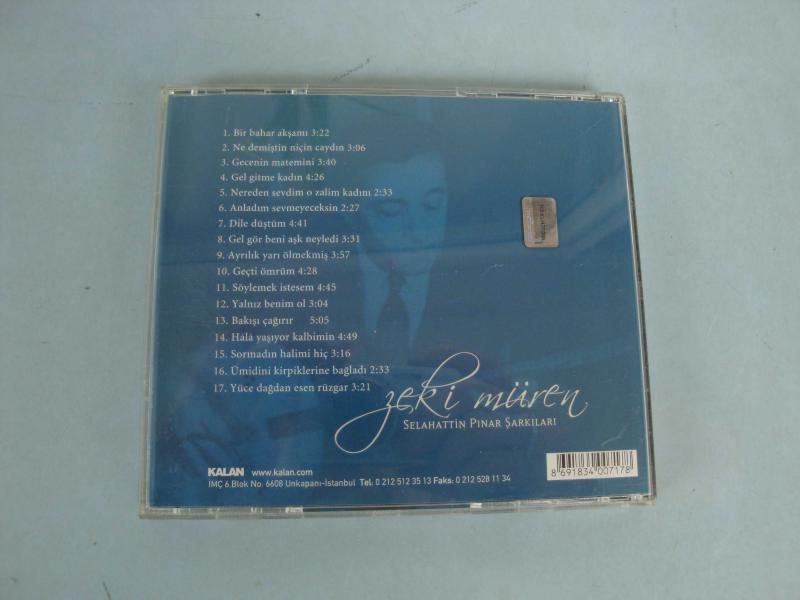 1. Bir bahar akşamı 3:22
2. Ne demiştin niçin caydın 3:06
3. Gecenin matemini 3:40
4. Gel gitme kadın 4:26
5. Nereden sevdim o zalim kadını 2:33
6. Anladım sevmeyeceksin 2:27
7. Dile düştüm 4:41
8. Gel gör beni aşk neyledi 3:31
9. Ayrılık yarı ölmekmiş 3:57
10. Geçti ömrüm 4:28
11. Söylemek istesem 4:45
12. Yalnız benim ol 3:04
13. Bakışı çağırır 5:05
14. Hâlâ yaşıyor kalbimin 4:49
15. Sormadın halimi hiç 3:16
16. Ümidini kirpiklerine bağladı 2:33
17. Yüce dağdan esen rüzgar 3:21
zeki müren
SELAHATTİN PINAR ŞARKILARI
KALAN www.kalan.com
İMÇ 6.Blok No. 6608 Unkapanı-İstanbul Tel: 0 212 512 35 13 Faks: 0 212 528 11 34
8 691834 007178